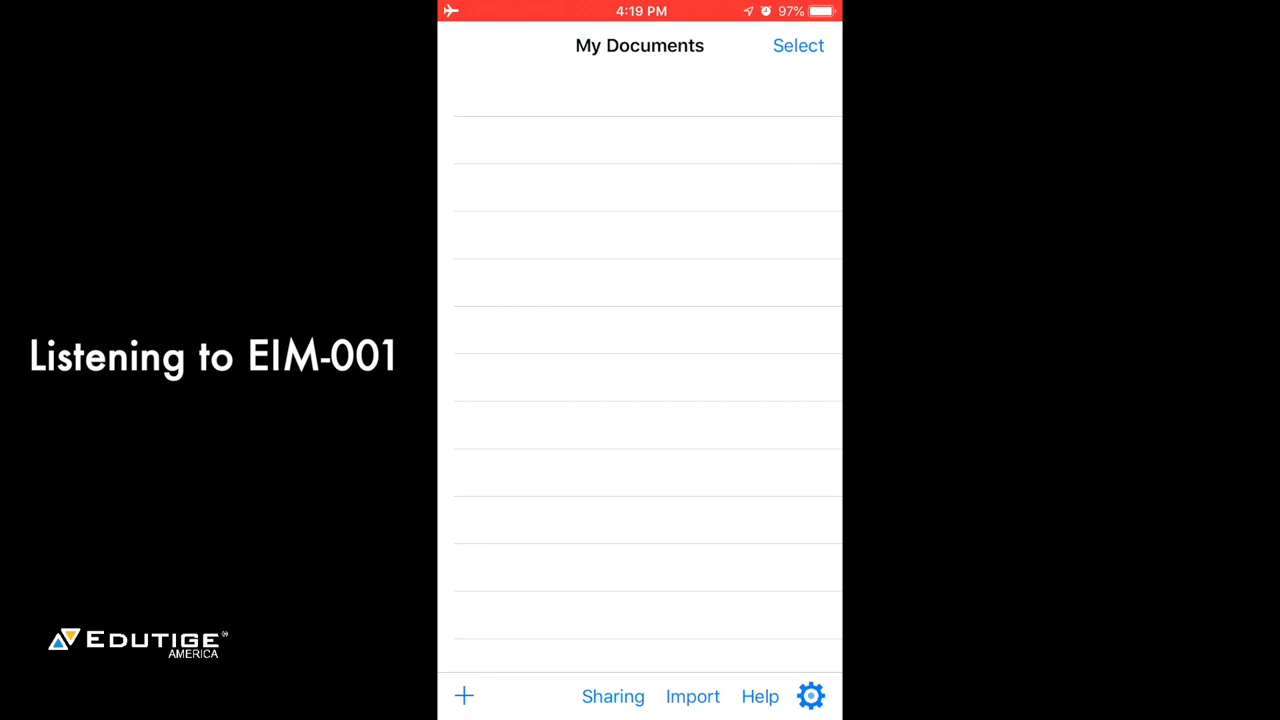 4:19 PM
97%
My Documents
Select
Listening to EIM-001
EDUTIGE®
AMERICA
+
Sharing
Import
Help